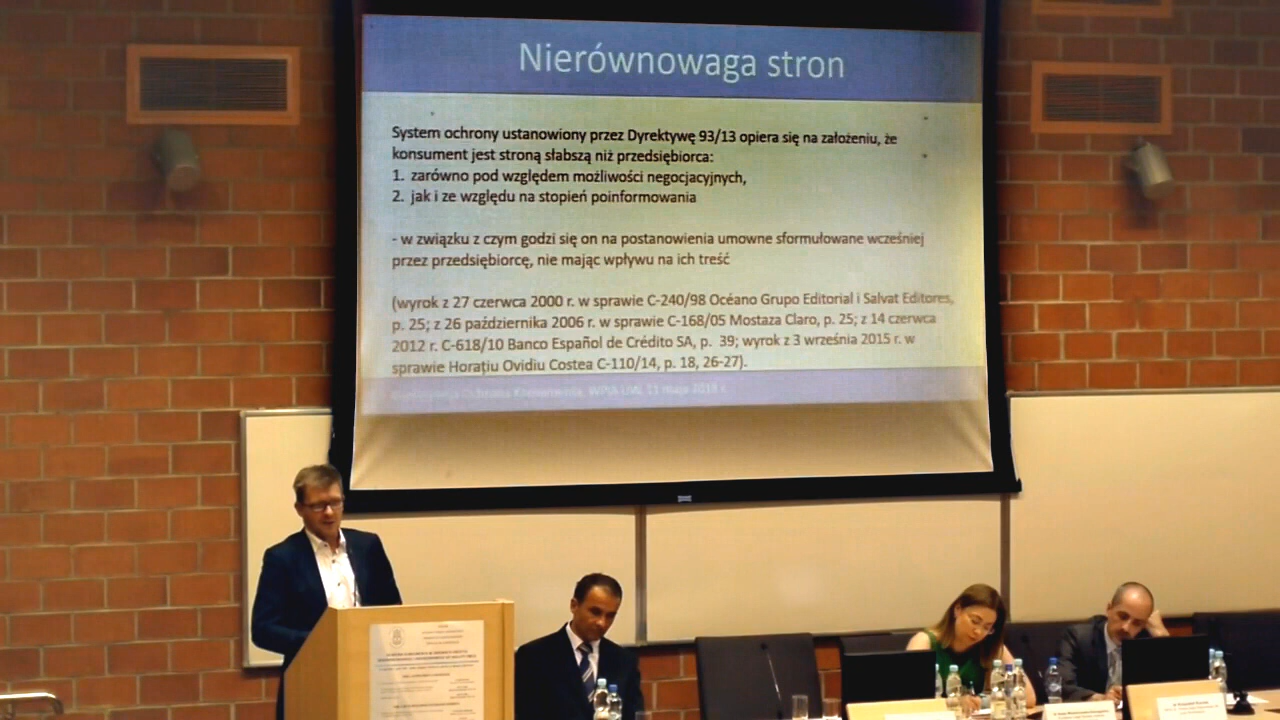 Nierównowaga stron
System ochrony ustanowiony przez Dyrektywę 93/13 opiera się na założeniu, że
konsument jest stroną słabszą niż przedsiębiorca:
1. zarówno pod względem możliwości negocjacyjnych,
2. jak i ze względu na stopień poinformowania
- w związku z czym godzi się on na postanowienia umowne sformułowane wcześniej
przez przedsiębiorcę, nie mając wpływu na ich treść
(wyrok z 27 czerwca 2000 r. w sprawie C-240/98 Océano Grupo Editorial i Salvat Editores,
p. 25; z 26 października 2006 r. w sprawie C-168/05 Mostaza Claro, p. 25; z 14 czerwca
2012 r. C-618/10 Banco Español de Crédito SA, p. 39; wyrok z 3 września 2015 r. w
sprawie Horațiu Ovidiu Costea C-110/14, p. 18, 26-27).